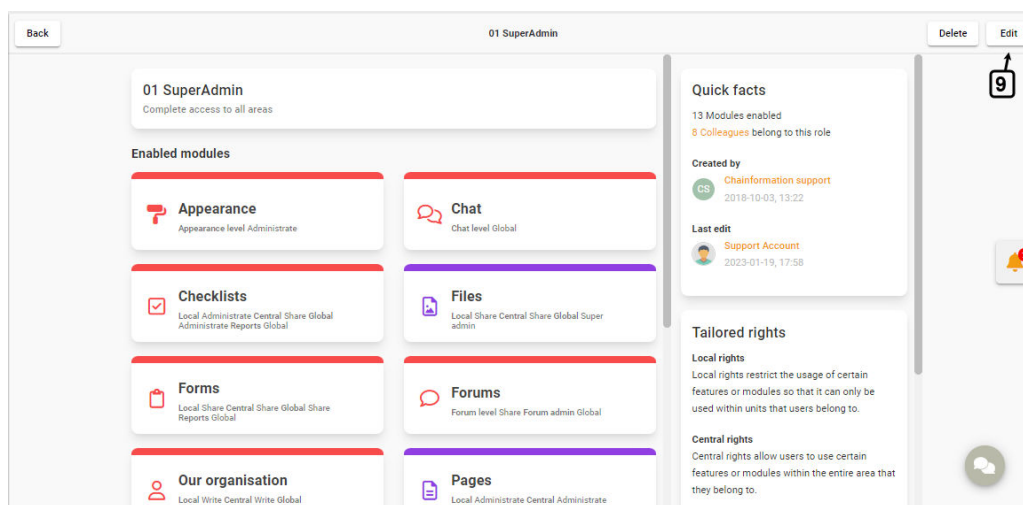 Back
01 SuperAdmin
Delete
Edit
9
01 SuperAdmin
Complete access to all areas
Enabled modules
Appearance
Appearance level Administrate
Chat
Chat level Global
Checklists
Local Administrate Central Share Global
Administrate Reports Global
Files
Local Share Central Share Global Super
admin
Forms
Local Share Central Share Global Share
Reports Global
Forums
Forum level Share Forum admin Global
Our organisation
Local Write Central Write Global
Pages
Local Administrate Central Administrate
Quick facts
13 Modules enabled
8 Colleagues belong to this role
Created by
CS
Chainformation support
2018-10-03, 13:22
Last edit
Support Account
2023-01-19, 17:58
Tailored rights
Local rights
Local rights restrict the usage of certain
features or modules so that it can only be
used within units that users belong to.
Central rights
Central rights allow users to use certain
features or modules within the entire area that
they belong to.